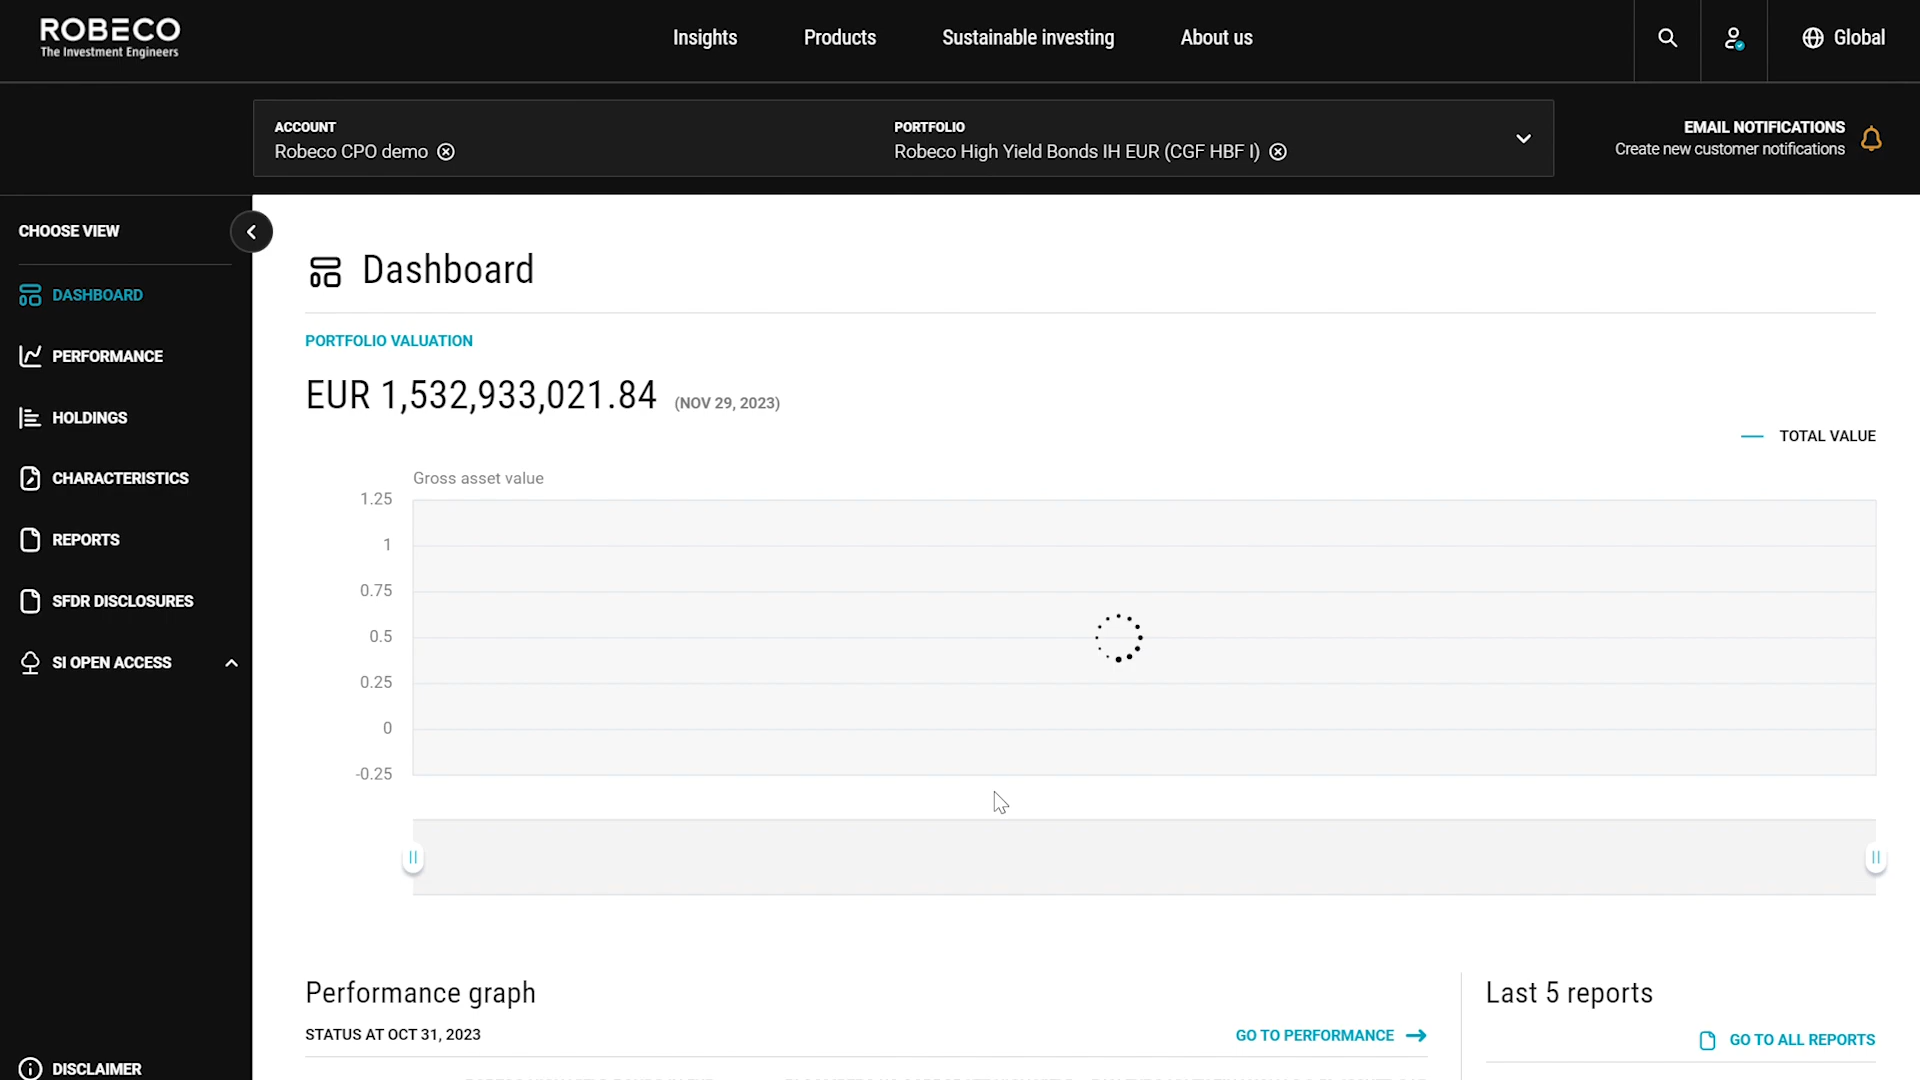 ROBECO
The Investment Engineers
Insights
Products
Sustainable investing
About us
Global
ACCOUNT
Robeco CPO demo
PORTFOLIO
Robeco High Yield Bonds IH EUR (CGF HBF I)
EMAIL NOTIFICATIONS
Create new customer notifications
CHOOSE VIEW
DASHBOARD
PERFORMANCE
HOLDINGS
CHARACTERISTICS
REPORTS
SFDR DISCLOSURES
SI OPEN ACCESS
DISCLAIMER
Dashboard
PORTFOLIO VALUATION
EUR 1,532,933,021.84 (NOV 29, 2023)
TOTAL VALUE
Gross asset value
1.25
1
0.75
0.5
0.25
0
-0.25
Performance graph
STATUS AT OCT 31, 2023
GO TO PERFORMANCE
Last 5 reports
GO TO ALL REPORTS